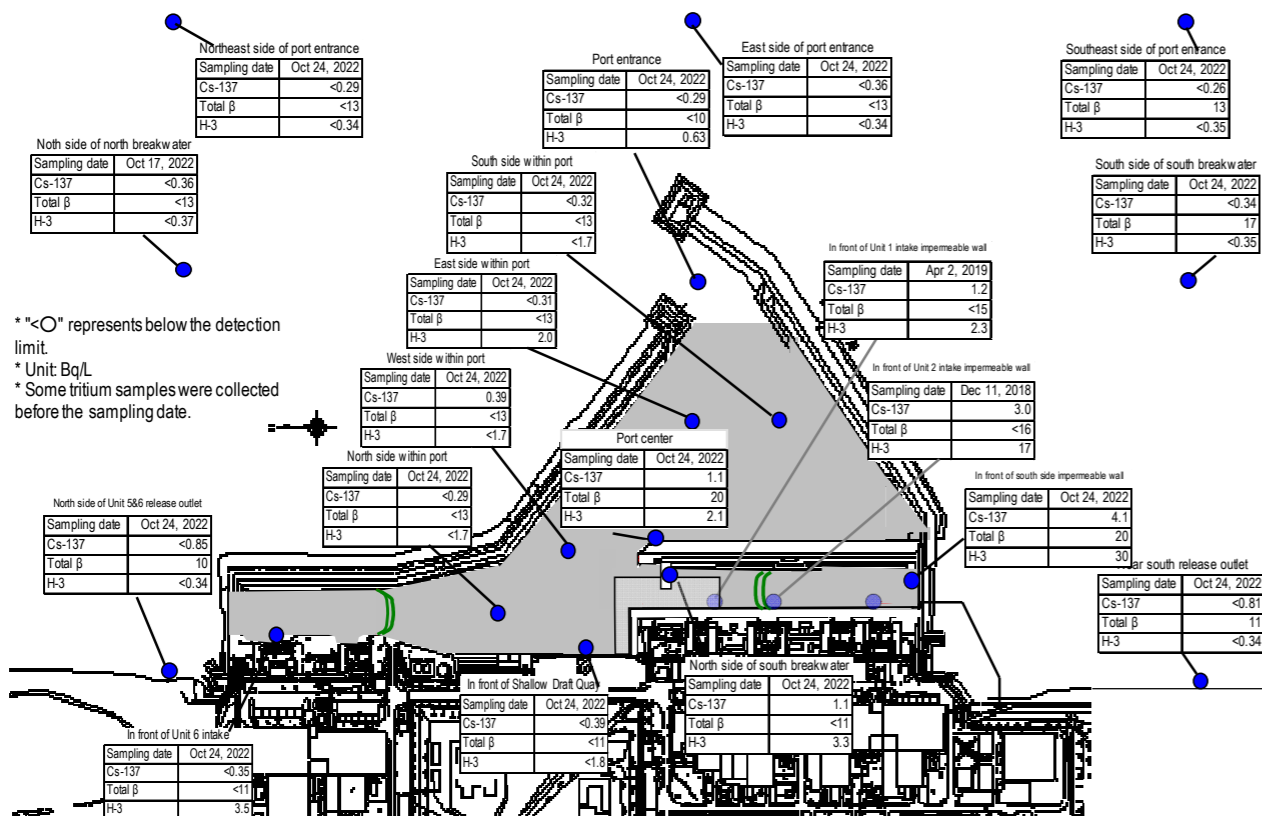 Northeast side of port entrance
Sampling date Oct 24, 2022
Cs-137 <0.29
Total β <13
H-3 <0.34
Port entrance
Sampling date Oct 24, 2022
Cs-137 <0.29
Total β <10
H-3 0.63
East side of port entrance
Sampling date Oct 24, 2022
Cs-137 <0.36
Total β <13
H-3 <0.34
Southeast side of port entrance
Sampling date Oct 24, 2022
Cs-137 <0.26
Total β 13
H-3 <0.35
Noth side of north breakwater
Sampling date Oct 17, 2022
Cs-137 <0.36
Total β <13
H-3 <0.37
South side within port
Sampling date Oct 24, 2022
Cs-137 <0.32
Total β <13
H-3 <1.7
South side of south breakwater
Sampling date Oct 24, 2022
Cs-137 <0.34
Total β 17
H-3 <0.35
East side within port
Sampling date Oct 24, 2022
Cs-137 <0.31
Total β <13
H-3 2.0
In front of Unit 1 intake impermeable wall
Sampling date Apr 2, 2019
Cs-137 1.2
Total β <15
H-3 2.3
* "<O" represents below the detection
limit.
* Unit: Bq/L
* Some tritium samples were collected
before the sampling date.
West side within port
Sampling date Oct 24, 2022
Cs-137 0.39
Total β <13
H-3 <1.7
In front of Unit 2 intake impermeable wall
Sampling date Dec 11, 2018
Cs-137 3.0
Total β <16
H-3 17
Port center
Sampling date Oct 24, 2022
Cs-137 1.1
Total β 20
H-3 2.1
North side within port
Sampling date Oct 24, 2022
Cs-137 <0.29
Total β <13
H-3 <1.7
In front of south side impermeable wall
Sampling date Oct 24, 2022
Cs-137 4.1
Total β 20
H-3 30
North side of Unit 5&6 release outlet
Sampling date Oct 24, 2022
Cs-137 <0.85
Total β 10
H-3 <0.34
south release outlet
Sampling date Oct 24, 2022
Cs-137 <0.81
Total β 11
H-3 <0.34
North side of south breakwater
Sampling date Oct 24, 2022
Cs-137 1.1
Total β <11
H-3 3.3
In front of Shallow Draft Quay
Sampling date Oct 24, 2022
Cs-137 <0.39
Total β <11
H-3 <1.8
In front of Unit 6 intake
Sampling date Oct 24, 2022
Cs-137 <0.35
Total β <11
H-3 3.5